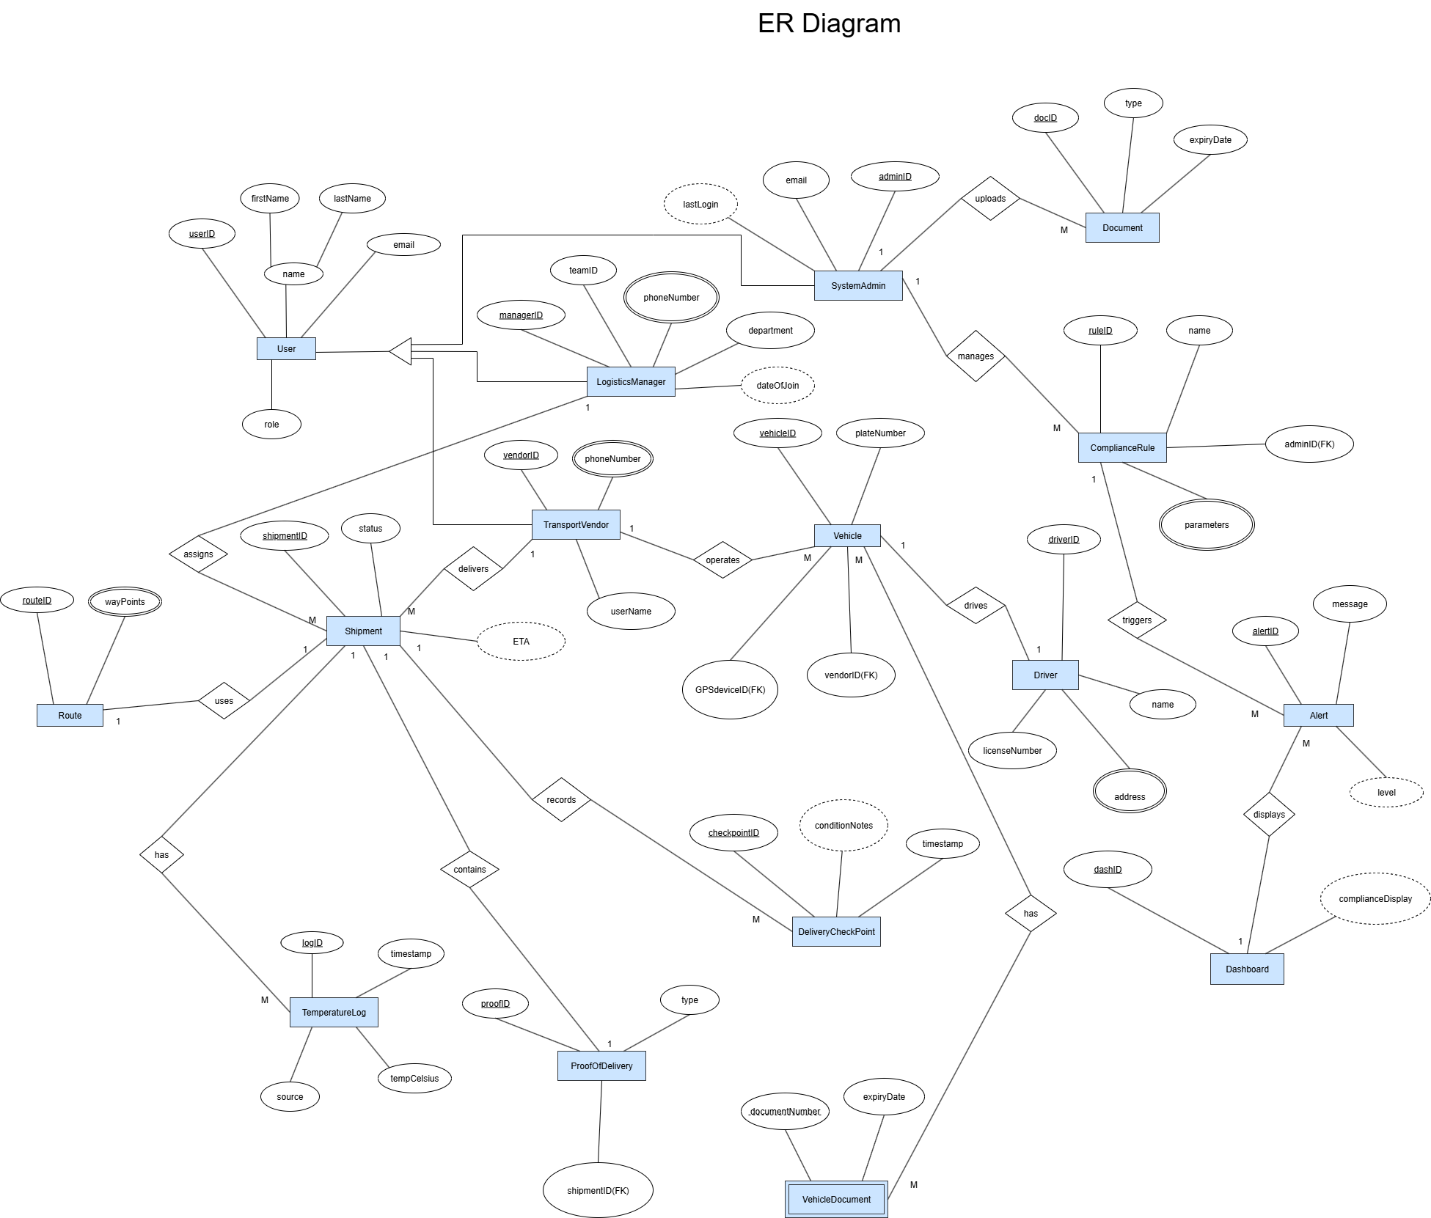 ER Diagram
docID
type
expiryDate
uploads
Document
M
lastLogin
email
adminID
1
SystemAdmin
1
firstName
lastName
userID
email
name
User
role
teamID
phoneNumber
managerID
department
LogisticsManager
dateOfJoin
1
manages
M
ruleID
name
ComplianceRule
adminID(FK)
1
parameters
vendorID
phoneNumber
TransportVendor
1
1
userName
operates
delivers
M
vehicleID
plateNumber
Vehicle
M
M
1
GPSdeviceID(FK)
vendorID(FK)
drives
driverID
1
Driver
name
licenseNumber
address
triggers
alertID
message
M
Alert
M
level
displays
dashID
complianceDisplay
1
Dashboard
assigns
shipmentID
status
M
Shipment
ETA
1
1
1
1
routeID
wayPoints
Route
1
uses
has
contains
records
checkpointID
conditionNotes
timestamp
M
DeliveryCheckPoint
has
logID
timestamp
M
TemperatureLog
source
tempCelsius
proofID
type
1
ProofOfDelivery
shipmentID(FK)
documentNumber
expiryDate
M
VehicleDocument